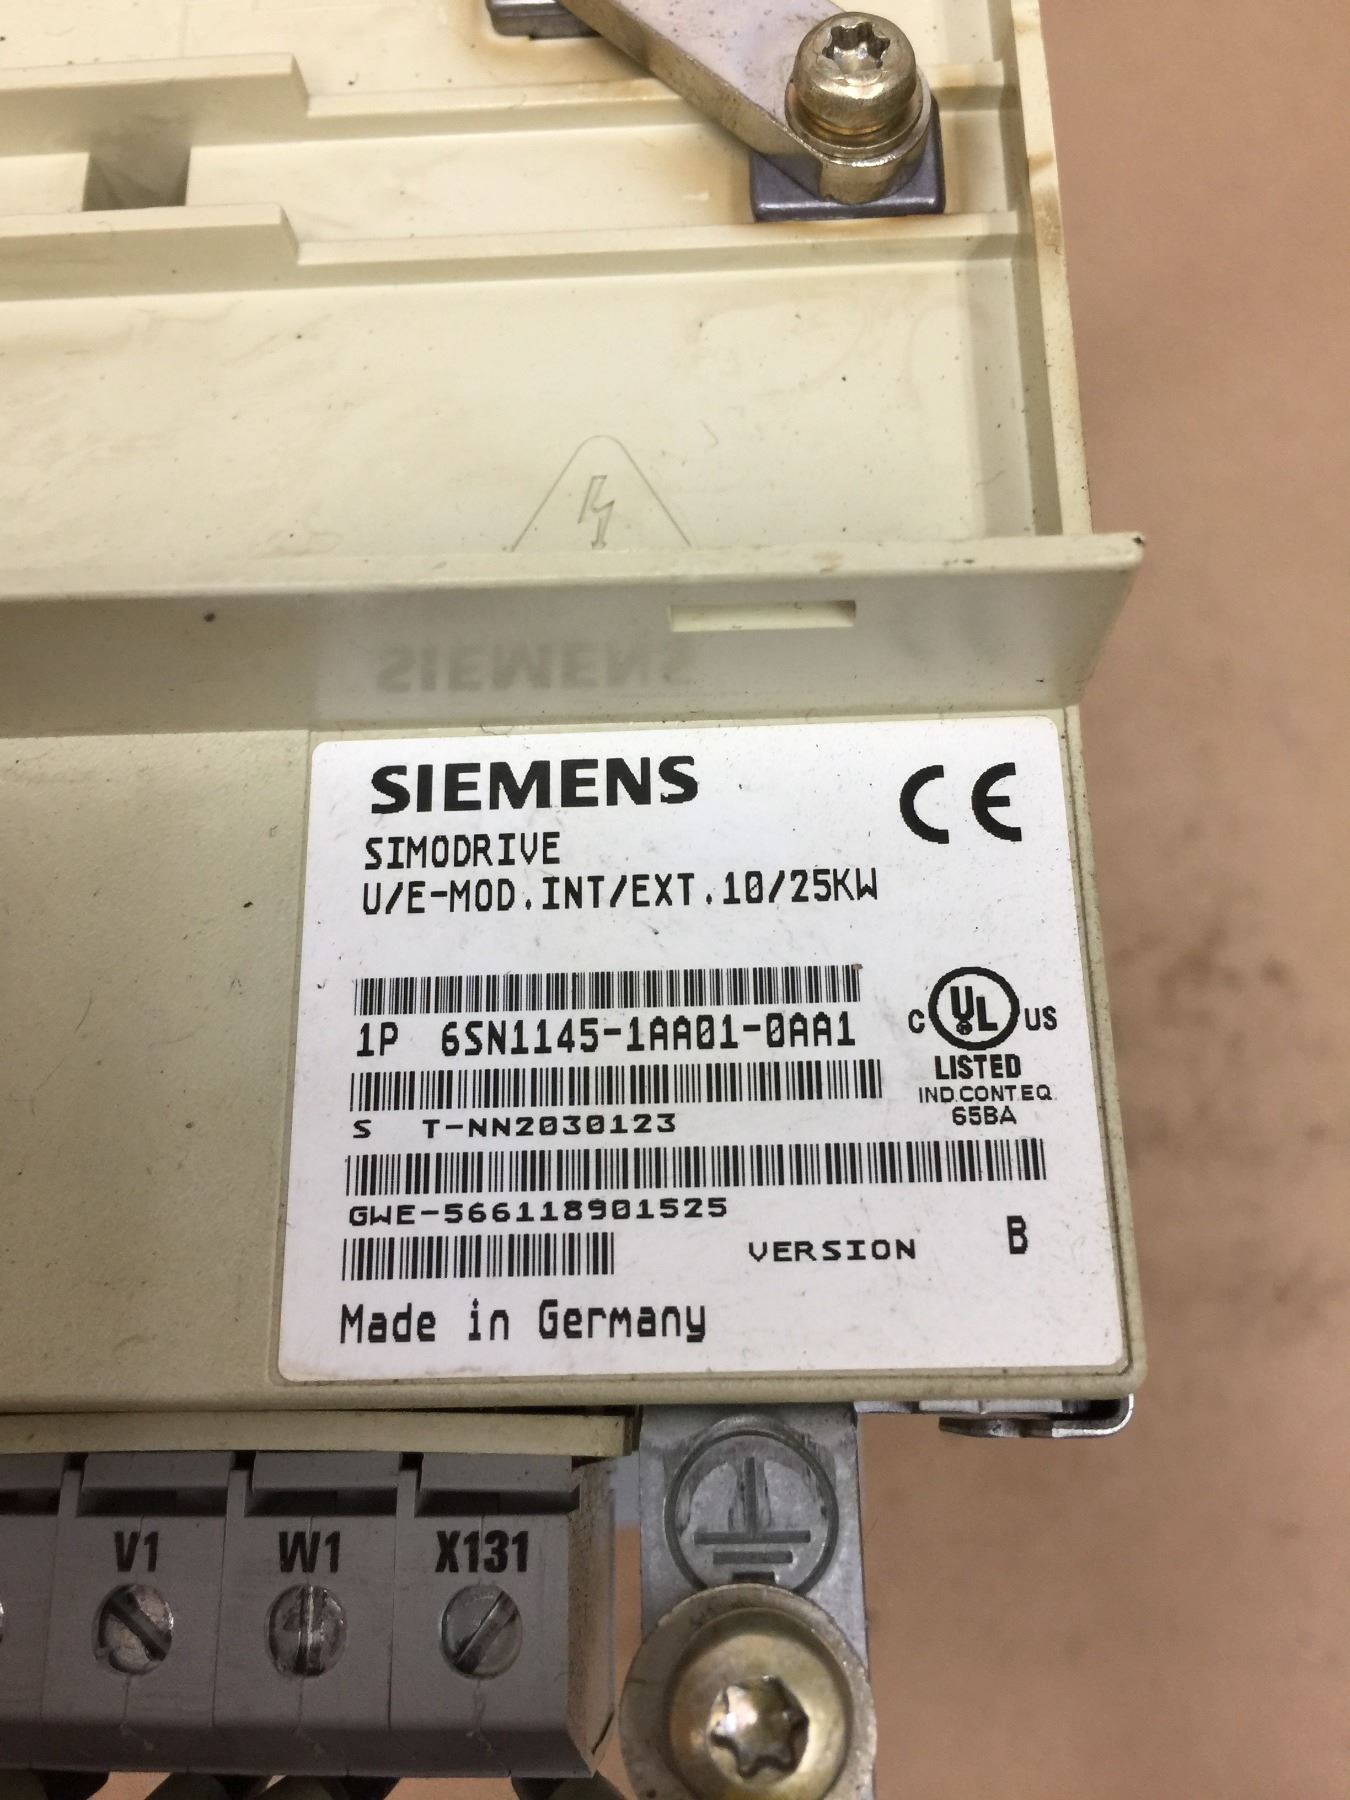 SIEMENS
SIEMENS
CE
SIMODRIVE
U/E-MOD.INT/EXT.10/25KW
1P 6SN1145-1AA01-0AA1
C UL US
LISTED
IND.CONT.EQ.
65BA
S T-NN2030123
GWE-566118901525
VERSION B
Made in Germany
V1 W1 X131